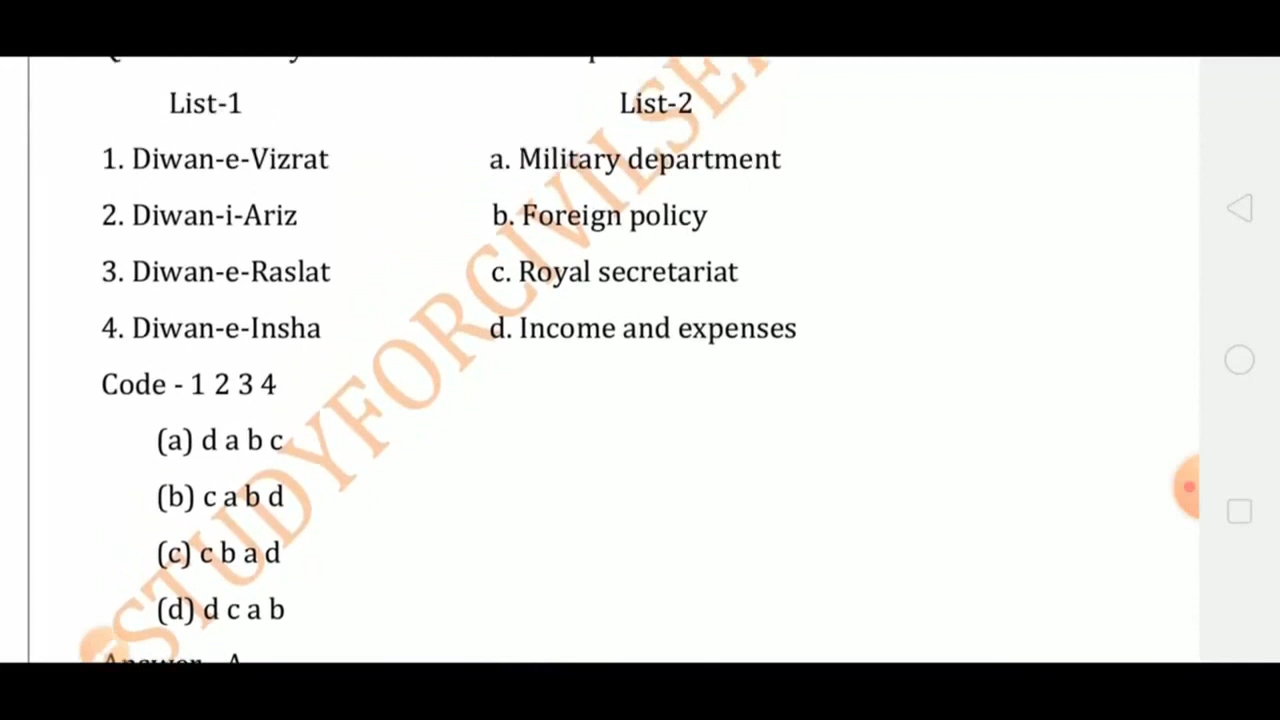 List-1 List-2
1. Diwan-e-Vizrat a. Military department
2. Diwan-i-Ariz b. Foreign policy
3. Diwan-e-Raslat c. Royal secretariat
4. Diwan-e-Insha d. Income and expenses
Code - 1 2 3 4
(a) d a b c
(b) c a b d
(c) c b a d
(d) d c a b
Answer - A
STUDYFORCIVILSE